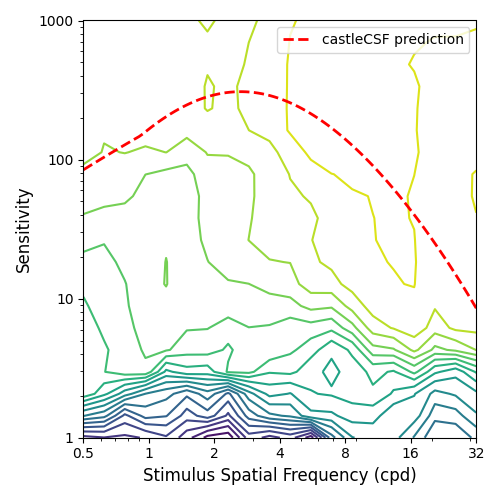 1000
castleCSF prediction
100
Sensitivity
10
1
0.5 1 2 4 8 16 32
Stimulus Spatial Frequency (cpd)